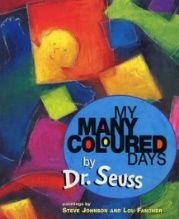 MY
MANY
COLOURED
DAYS
by
Dr. Seuss
paintings by
STEVE JOHNSON AND LOU FANCHER